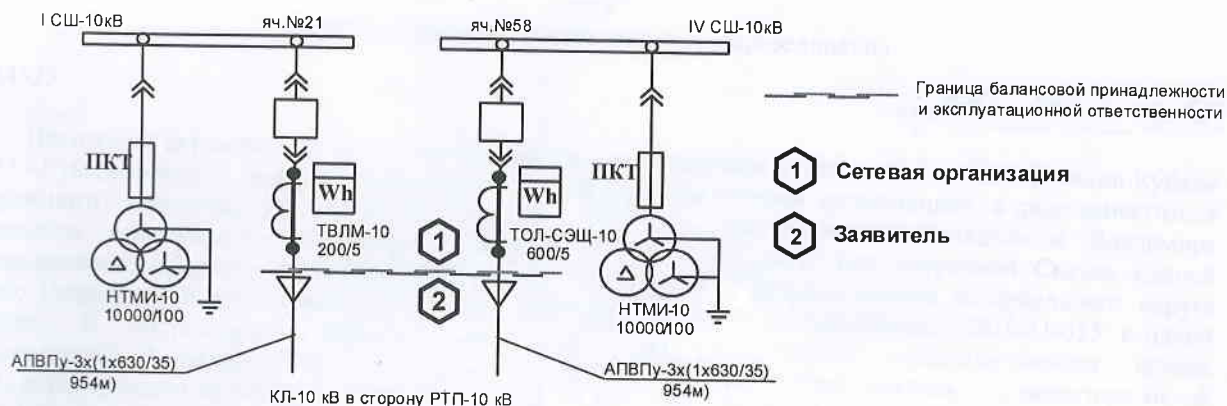 I СШ-10кВ
яч.№21
яч.№58
IV СШ-10кВ
Граница балансовой принадлежности
и эксплуатационной ответственности
ПКТ
Wh
ТВЛМ-10
200/5
1
2
Wh
ТОЛ-СЭЩ-10
600/5
ПКТ
1 Сетевая организация
2 Заявитель
Δ
НТМИ-10
10000/100
Δ
НТМИ-10
10000/100
АПВПу-3х(1х630/35)
954м)
АПВПу-3х(1х630/35)
954м)
КЛ-10 кВ в сторону РТП-10 кВ